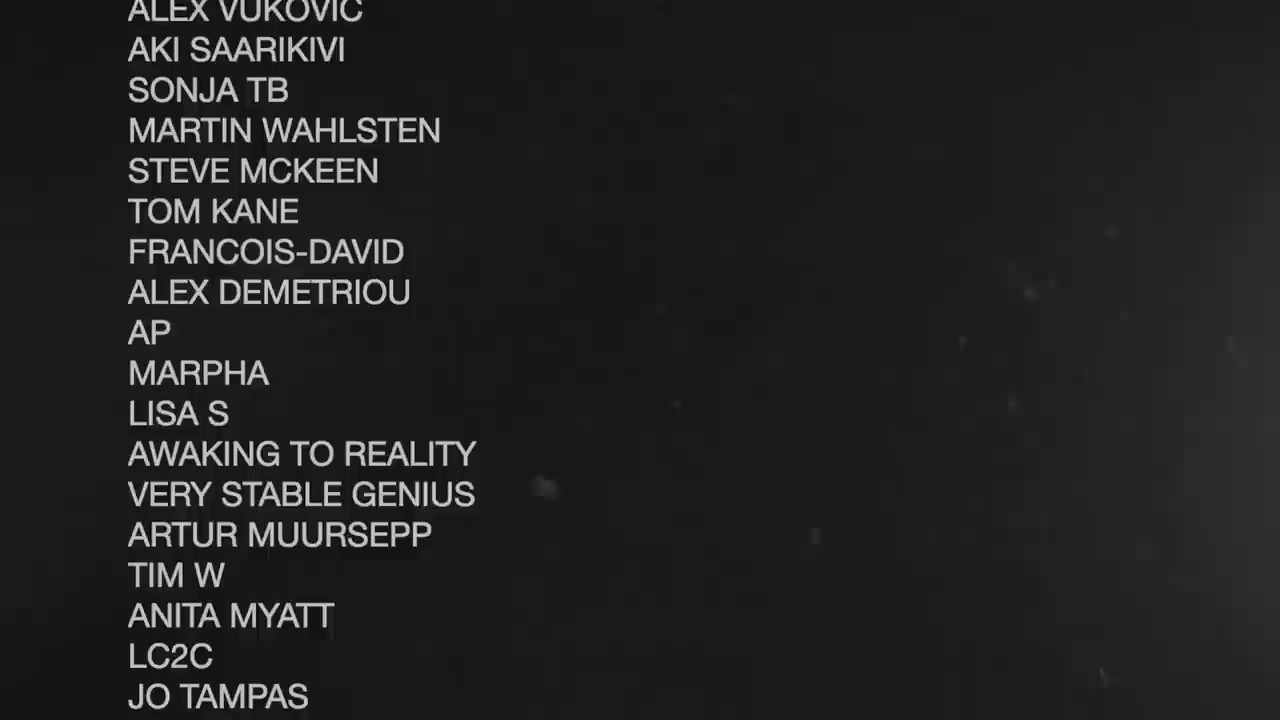 ALEX VUKOVIC
AKI SAARIKIVI
SONJA TB
MARTIN WAHLSTEN
STEVE MCKEEN
TOM KANE
FRANCOIS-DAVID
ALEX DEMETRIOU
AP
MARPHA
LISA S
AWAKING TO REALITY
VERY STABLE GENIUS
ARTUR MUURSEPP
TIM W
ANITA MYATT
LC2C
JO TAMPAS